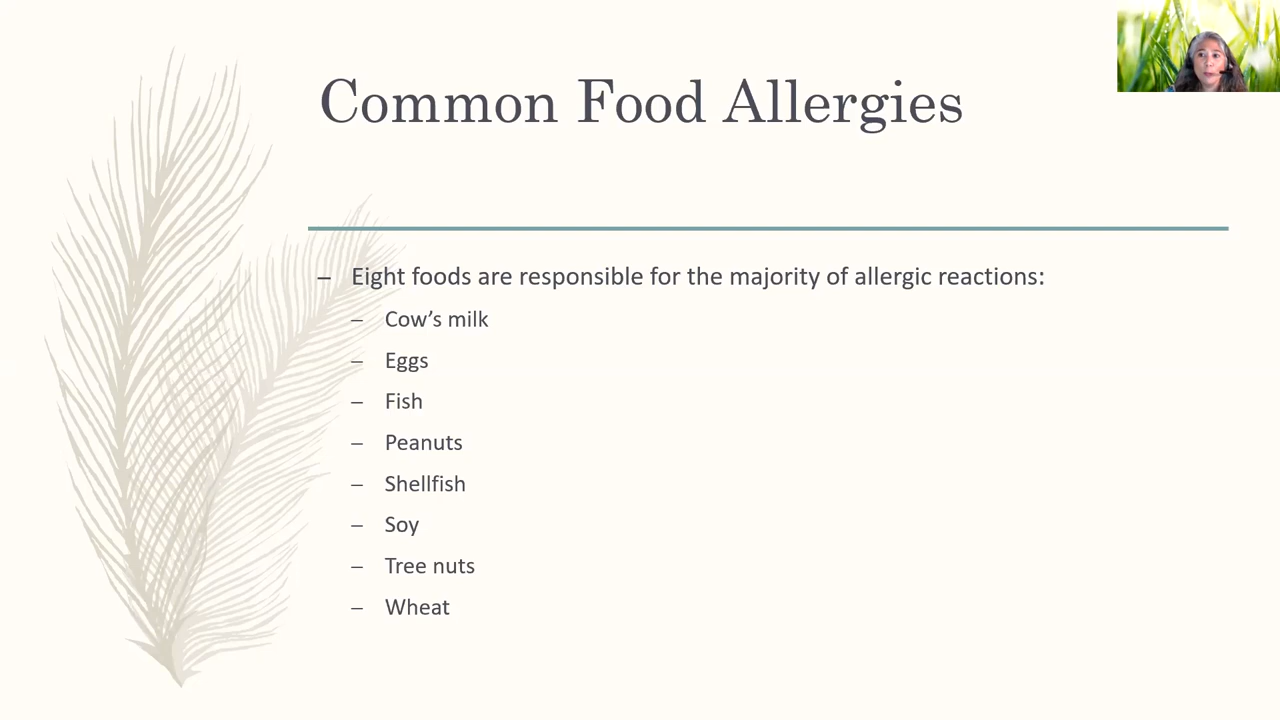 Common Food Allergies
– Eight foods are responsible for the majority of allergic reactions:
– Cow’s milk
– Eggs
– Fish
– Peanuts
– Shellfish
– Soy
– Tree nuts
– Wheat